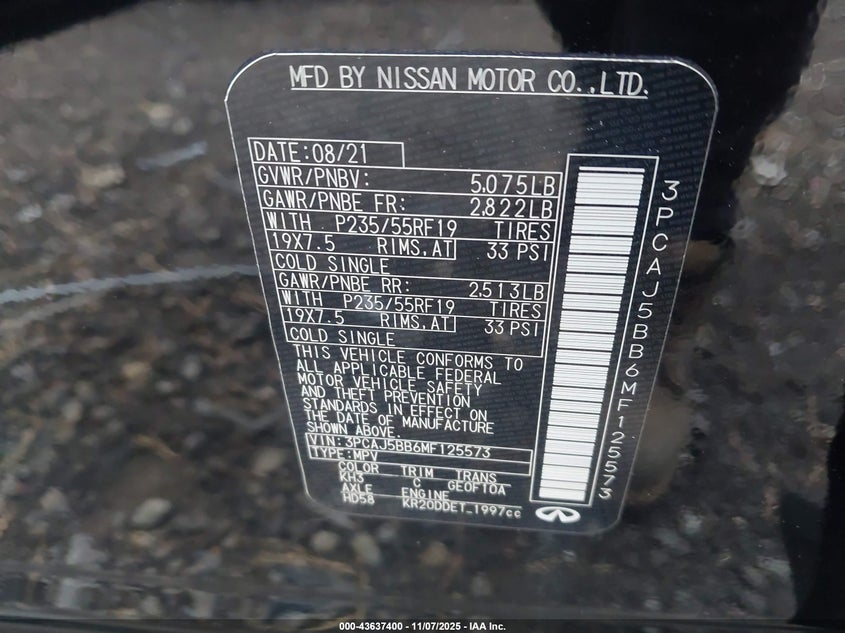 MFD BY NISSAN MOTOR CO.,LTD.
DATE:08/21
GVWR/PNBV: 5,075LB
GAWR/PNBE FR: 2,822LB
WITH P235/55RF19 TIRES
19X7.5 RIMS,AT 33 PSI
COLD SINGLE
GAWR/PNBE RR: 2,513LB
WITH P235/55RF19 TIRES
19X7.5 RIMS,AT 33 PSI
COLD SINGLE
THIS VEHICLE CONFORMS TO
ALL APPLICABLE FEDERAL
MOTOR VEHICLE SAFETY
AND THEFT PREVENTION
STANDARDS IN EFFECT ON
THE DATE OF MANUFACTURE
SHOWN ABOVE.
VIN:3PCAJ5BB6MF125573
TYPE:MPV
COLOR TRIM TRANS
KH3 C GE0F10A
AXLE ENGINE
HD58 KR20DDET_1997cc
3PCAJ5BB6MF125573
000-43637400 - 11/07/2025 - IAA Inc.